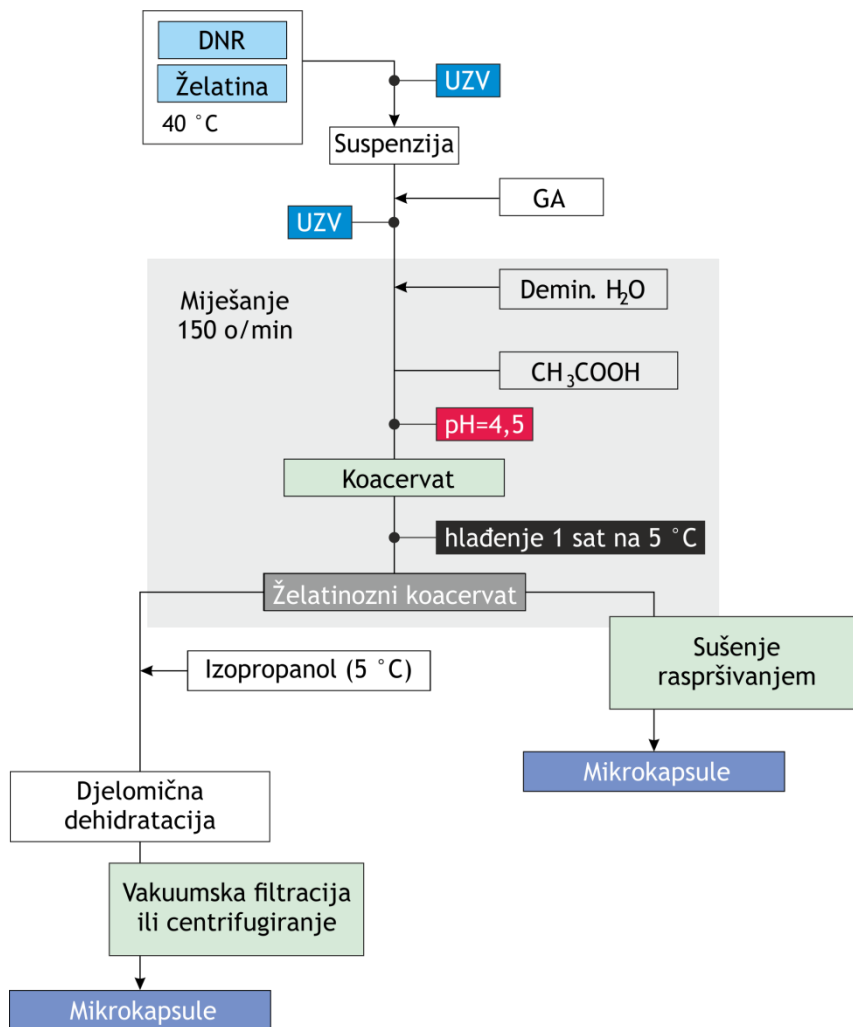 DNR
Želatina
40 °C
UZV
Suspenzija
GA
UZV
Miješanje
150 o/min
Demin. H₂O
CH₃COOH
pH=4,5
Koacervat
hlađenje 1 sat na 5 °C
Želatinozni koacervat
Izopropanol (5 °C)
Sušenje
raspršivanjem
Mikrokapsule
Djelomična
dehidratacija
Vakuumska filtracija
ili centrifugiranje
Mikrokapsule